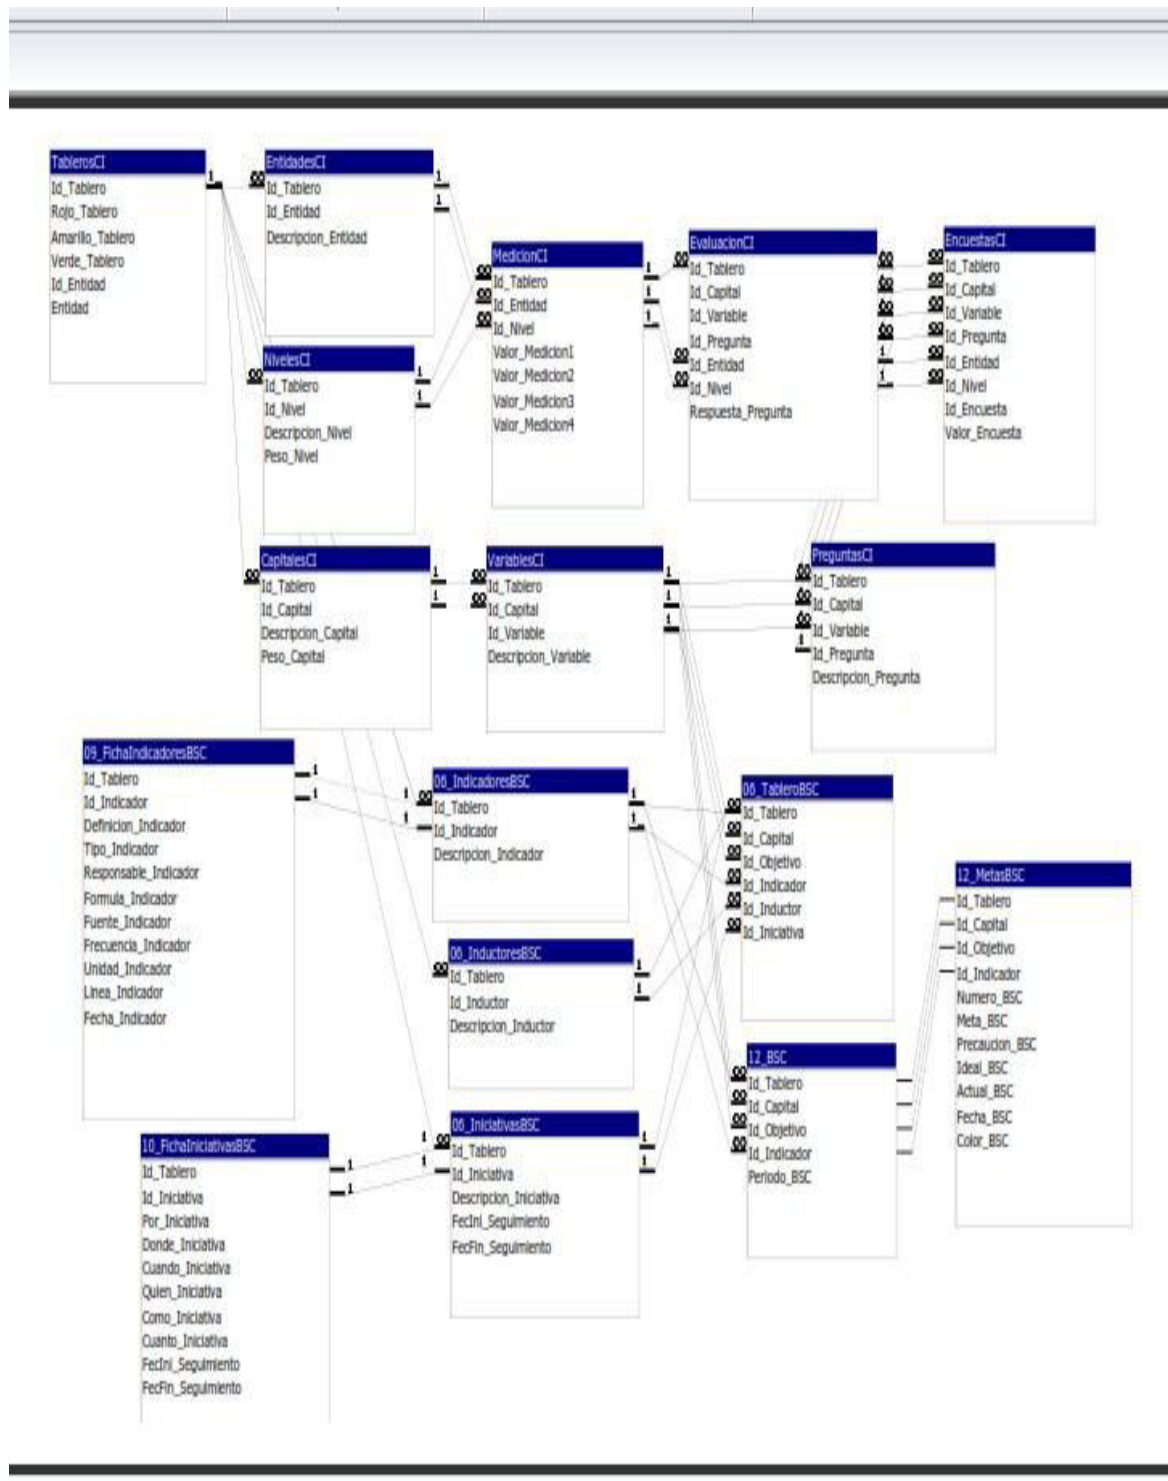 TablerosCI
Id_Tablero
Rojo_Tablero
Amarillo_Tablero
Verde_Tablero
Id_Entidad
Entidad
EntidadesCI
Id_Tablero
Id_Entidad
Descripcion_Entidad
NivelesCI
Id_Tablero
Id_Nivel
Descripcion_Nivel
Peso_Nivel
MedicionCI
Id_Tablero
Id_Entidad
Id_Nivel
Valor_Medicion1
Valor_Medicion2
Valor_Medicion3
Valor_Medicion4
EvaluacionCI
Id_Tablero
Id_Capital
Id_Variable
Id_Pregunta
Id_Entidad
Id_Nivel
Respuesta_Pregunta
EncuestasCI
Id_Tablero
Id_Capital
Id_Variable
Id_Pregunta
Id_Entidad
Id_Nivel
Id_Encuesta
Valor_Encuesta
CapitalesCI
Id_Tablero
Id_Capital
Descripcion_Capital
Peso_Capital
VariablesCI
Id_Tablero
Id_Capital
Id_Variable
Descripcion_Variable
PreguntasCI
Id_Tablero
Id_Capital
Id_Variable
Id_Pregunta
Descripcion_Pregunta
09_FichaIndicadoresBSC
Id_Tablero
Id_Indicador
Definicion_Indicador
Tipo_Indicador
Responsable_Indicador
Formula_Indicador
Fuente_Indicador
Frecuencia_Indicador
Unidad_Indicador
Linea_Indicador
Fecha_Indicador
06_IndicadoresBSC
Id_Tablero
Id_Indicador
Descripcion_Indicador
06_TableroBSC
Id_Tablero
Id_Capital
Id_Objetivo
Id_Indicador
Id_Inductor
Id_Iniciativa
12_MetasBSC
Id_Tablero
Id_Capital
Id_Objetivo
Id_Indicador
Numero_BSC
Meta_BSC
Precaucion_BSC
Ideal_BSC
Actual_BSC
Fecha_BSC
Color_BSC
06_InductoresBSC
Id_Tablero
Id_Inductor
Descripcion_Inductor
12_BSC
Id_Tablero
Id_Capital
Id_Objetivo
Id_Indicador
Periodo_BSC
10_FichaIniciativasBSC
Id_Tablero
Id_Iniciativa
Por_Iniciativa
Donde_Iniciativa
Cuando_Iniciativa
Quien_Iniciativa
Como_Iniciativa
Cuanto_Iniciativa
FecIni_Seguimiento
FecFin_Seguimiento
06_IniciativasBSC
Id_Tablero
Id_Iniciativa
Descripcion_Iniciativa
FecIni_Seguimiento
FecFin_Seguimiento